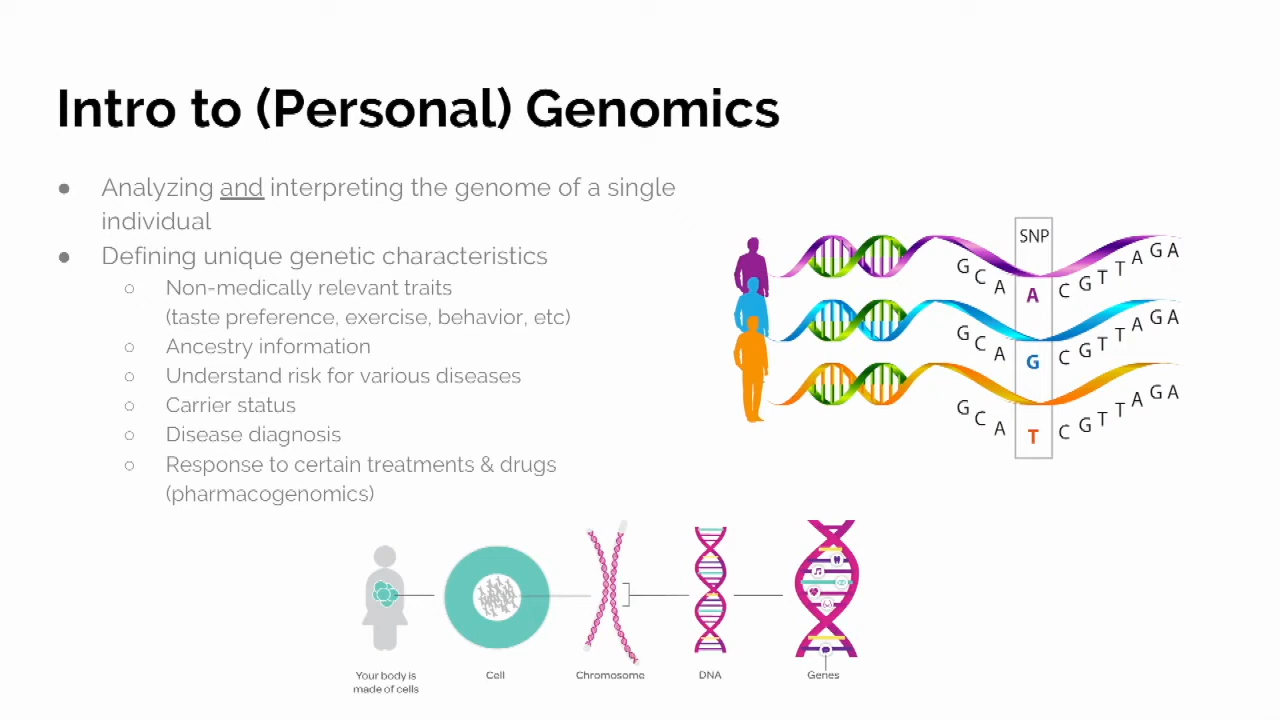 Intro to (Personal) Genomics
● Analyzing and interpreting the genome of a single
individual
● Defining unique genetic characteristics
○ Non-medically relevant traits
(taste preference, exercise, behavior, etc)
○ Ancestry information
○ Understand risk for various diseases
○ Carrier status
○ Disease diagnosis
○ Response to certain treatments & drugs
(pharmacogenomics)
SNP
G C A A C G T T A G A
G C A G C G T T A G A
G C A T C G T T A G A
Your body is
made of cells
Cell
Chromosome
DNA
Genes